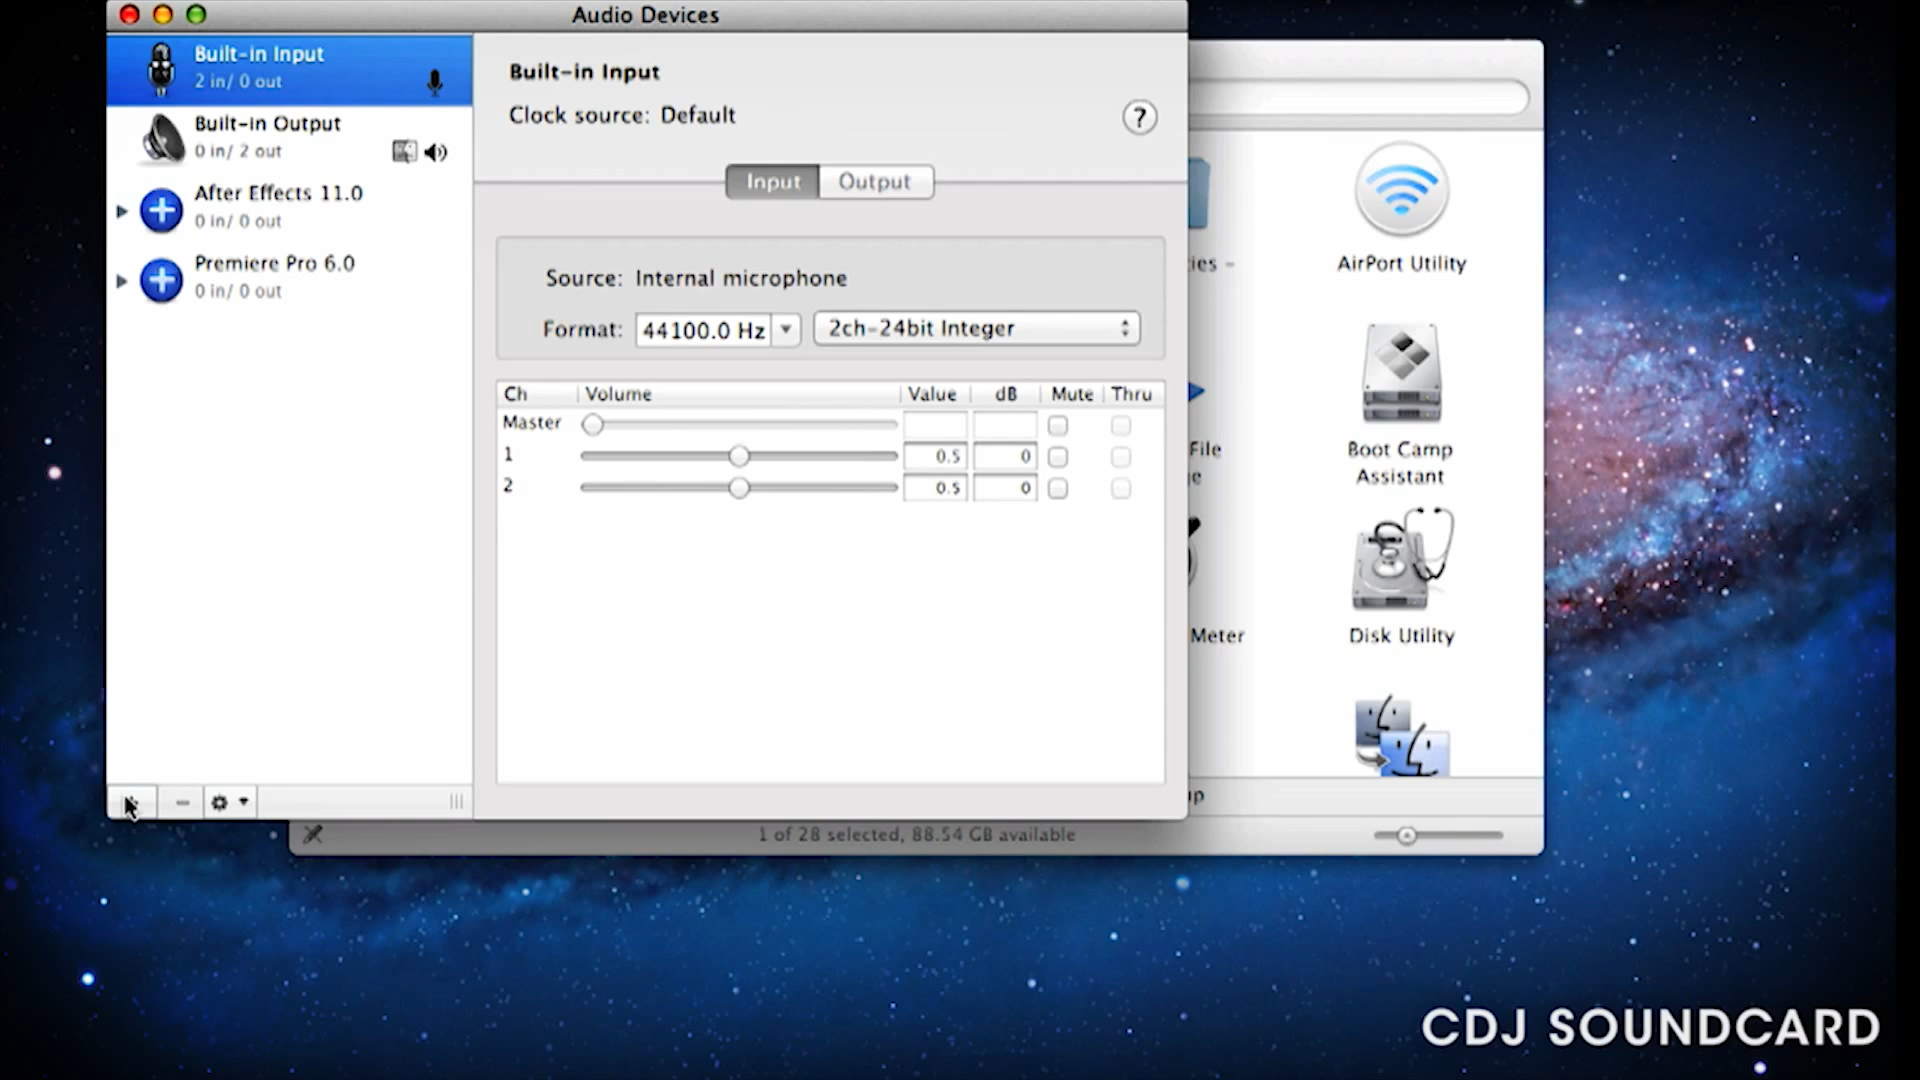 Audio Devices
Built-in Input
2 in/ 0 out
Built-in Output
0 in/ 2 out
After Effects 11.0
0 in/ 0 out
Premiere Pro 6.0
0 in/ 0 out
Built-in Input
Clock source: Default
?
Input Output
Source: Internal microphone
Format: 44100.0 Hz 2ch-24bit Integer
Ch Volume Value dB Mute Thru
Master
1 0.5 0
2 0.5 0
ies -
AirPort Utility
File
e
Boot Camp
Assistant
Meter
Disk Utility
up
1 of 28 selected, 88.54 GB available
CDJ SOUNDCARD